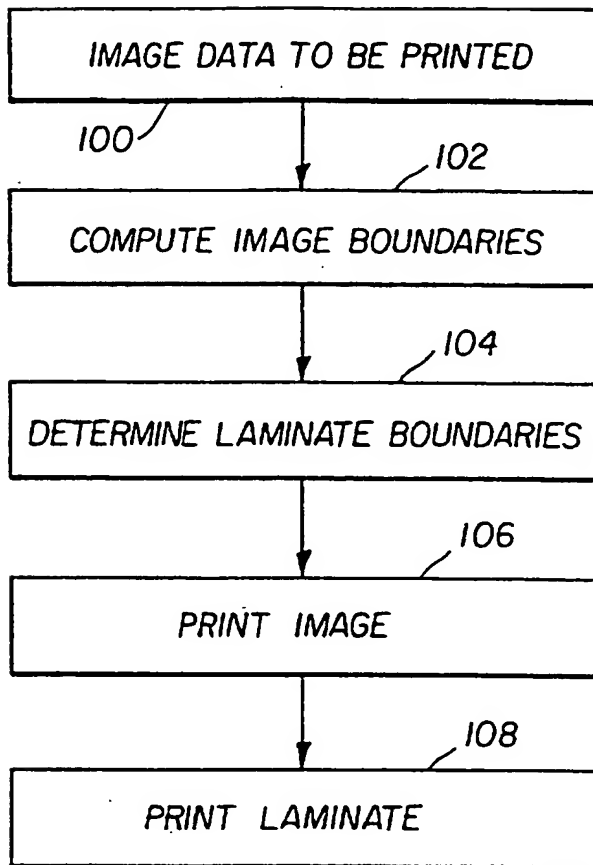 IMAGE DATA TO BE PRINTED
100
102
COMPUTE IMAGE BOUNDARIES
104
DETERMINE LAMINATE BOUNDARIES
106
PRINT IMAGE
108
PRINT LAMINATE